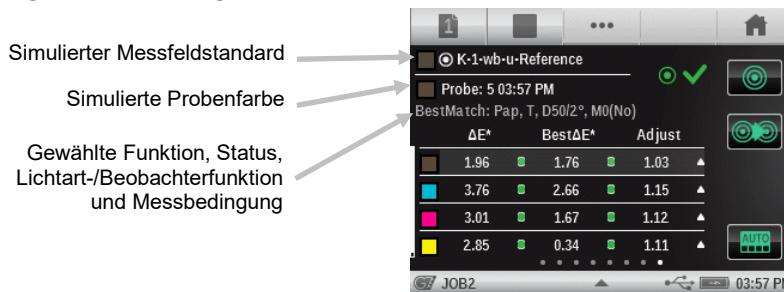 Simulierter Messfeldstandard
Simulierte Probenfarbe
Gewählte Funktion, Status,
Lichtart-/Beobachterfunktion
und Messbedingung
1
K-1-wb-u-Reference
Probe: 5 03:57 PM
BestMatch: Pap, T, D50/2°, M0(No)
ΔE* BestΔE* Adjust
1.96 1.76 1.03
3.76 2.66 1.15
3.01 1.67 1.12
2.85 0.34 1.11
AUTO
G7 JOB2 03:57 P